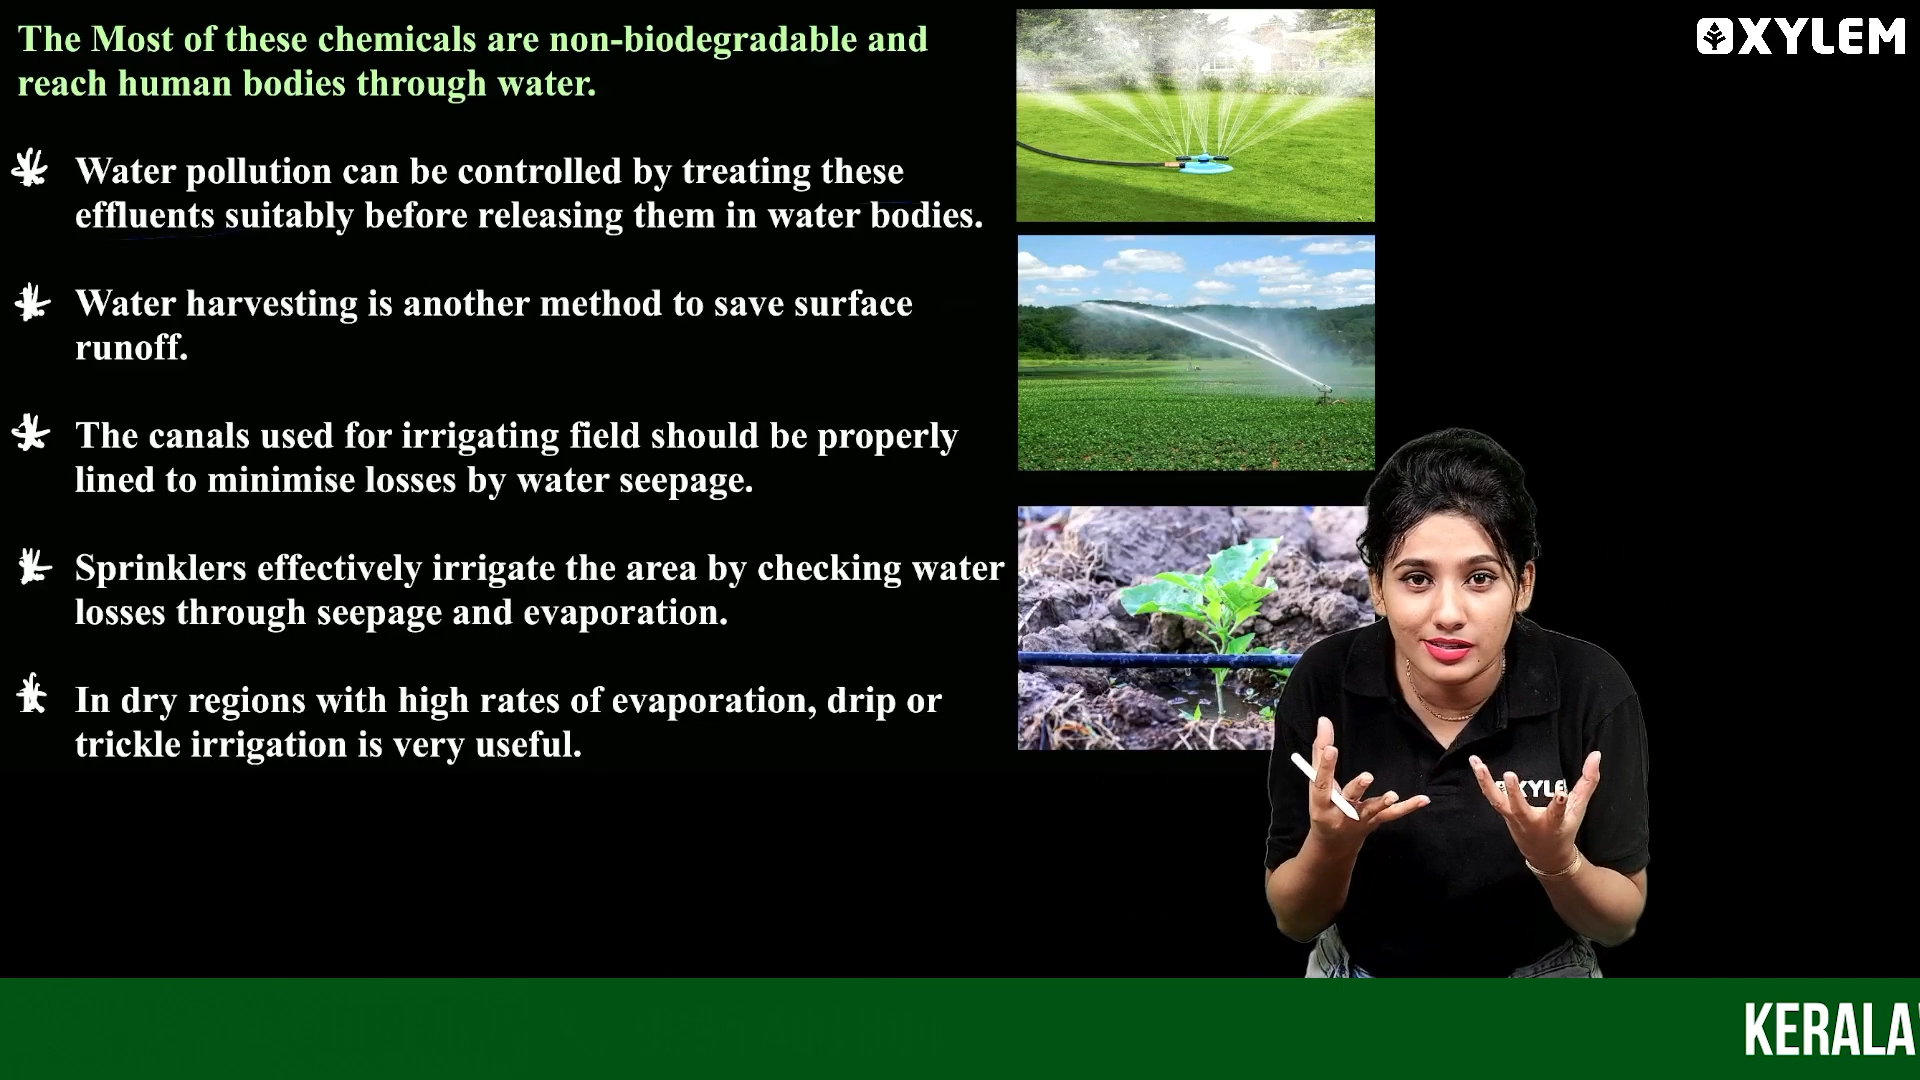 The Most of these chemicals are non-biodegradable and
reach human bodies through water.
Water pollution can be controlled by treating these
effluents suitably before releasing them in water bodies.
Water harvesting is another method to save surface
runoff.
The canals used for irrigating field should be properly
lined to minimise losses by water seepage.
Sprinklers effectively irrigate the area by checking water
losses through seepage and evaporation.
In dry regions with high rates of evaporation, drip or
trickle irrigation is very useful.
XYLEM
XYLE
KERALA